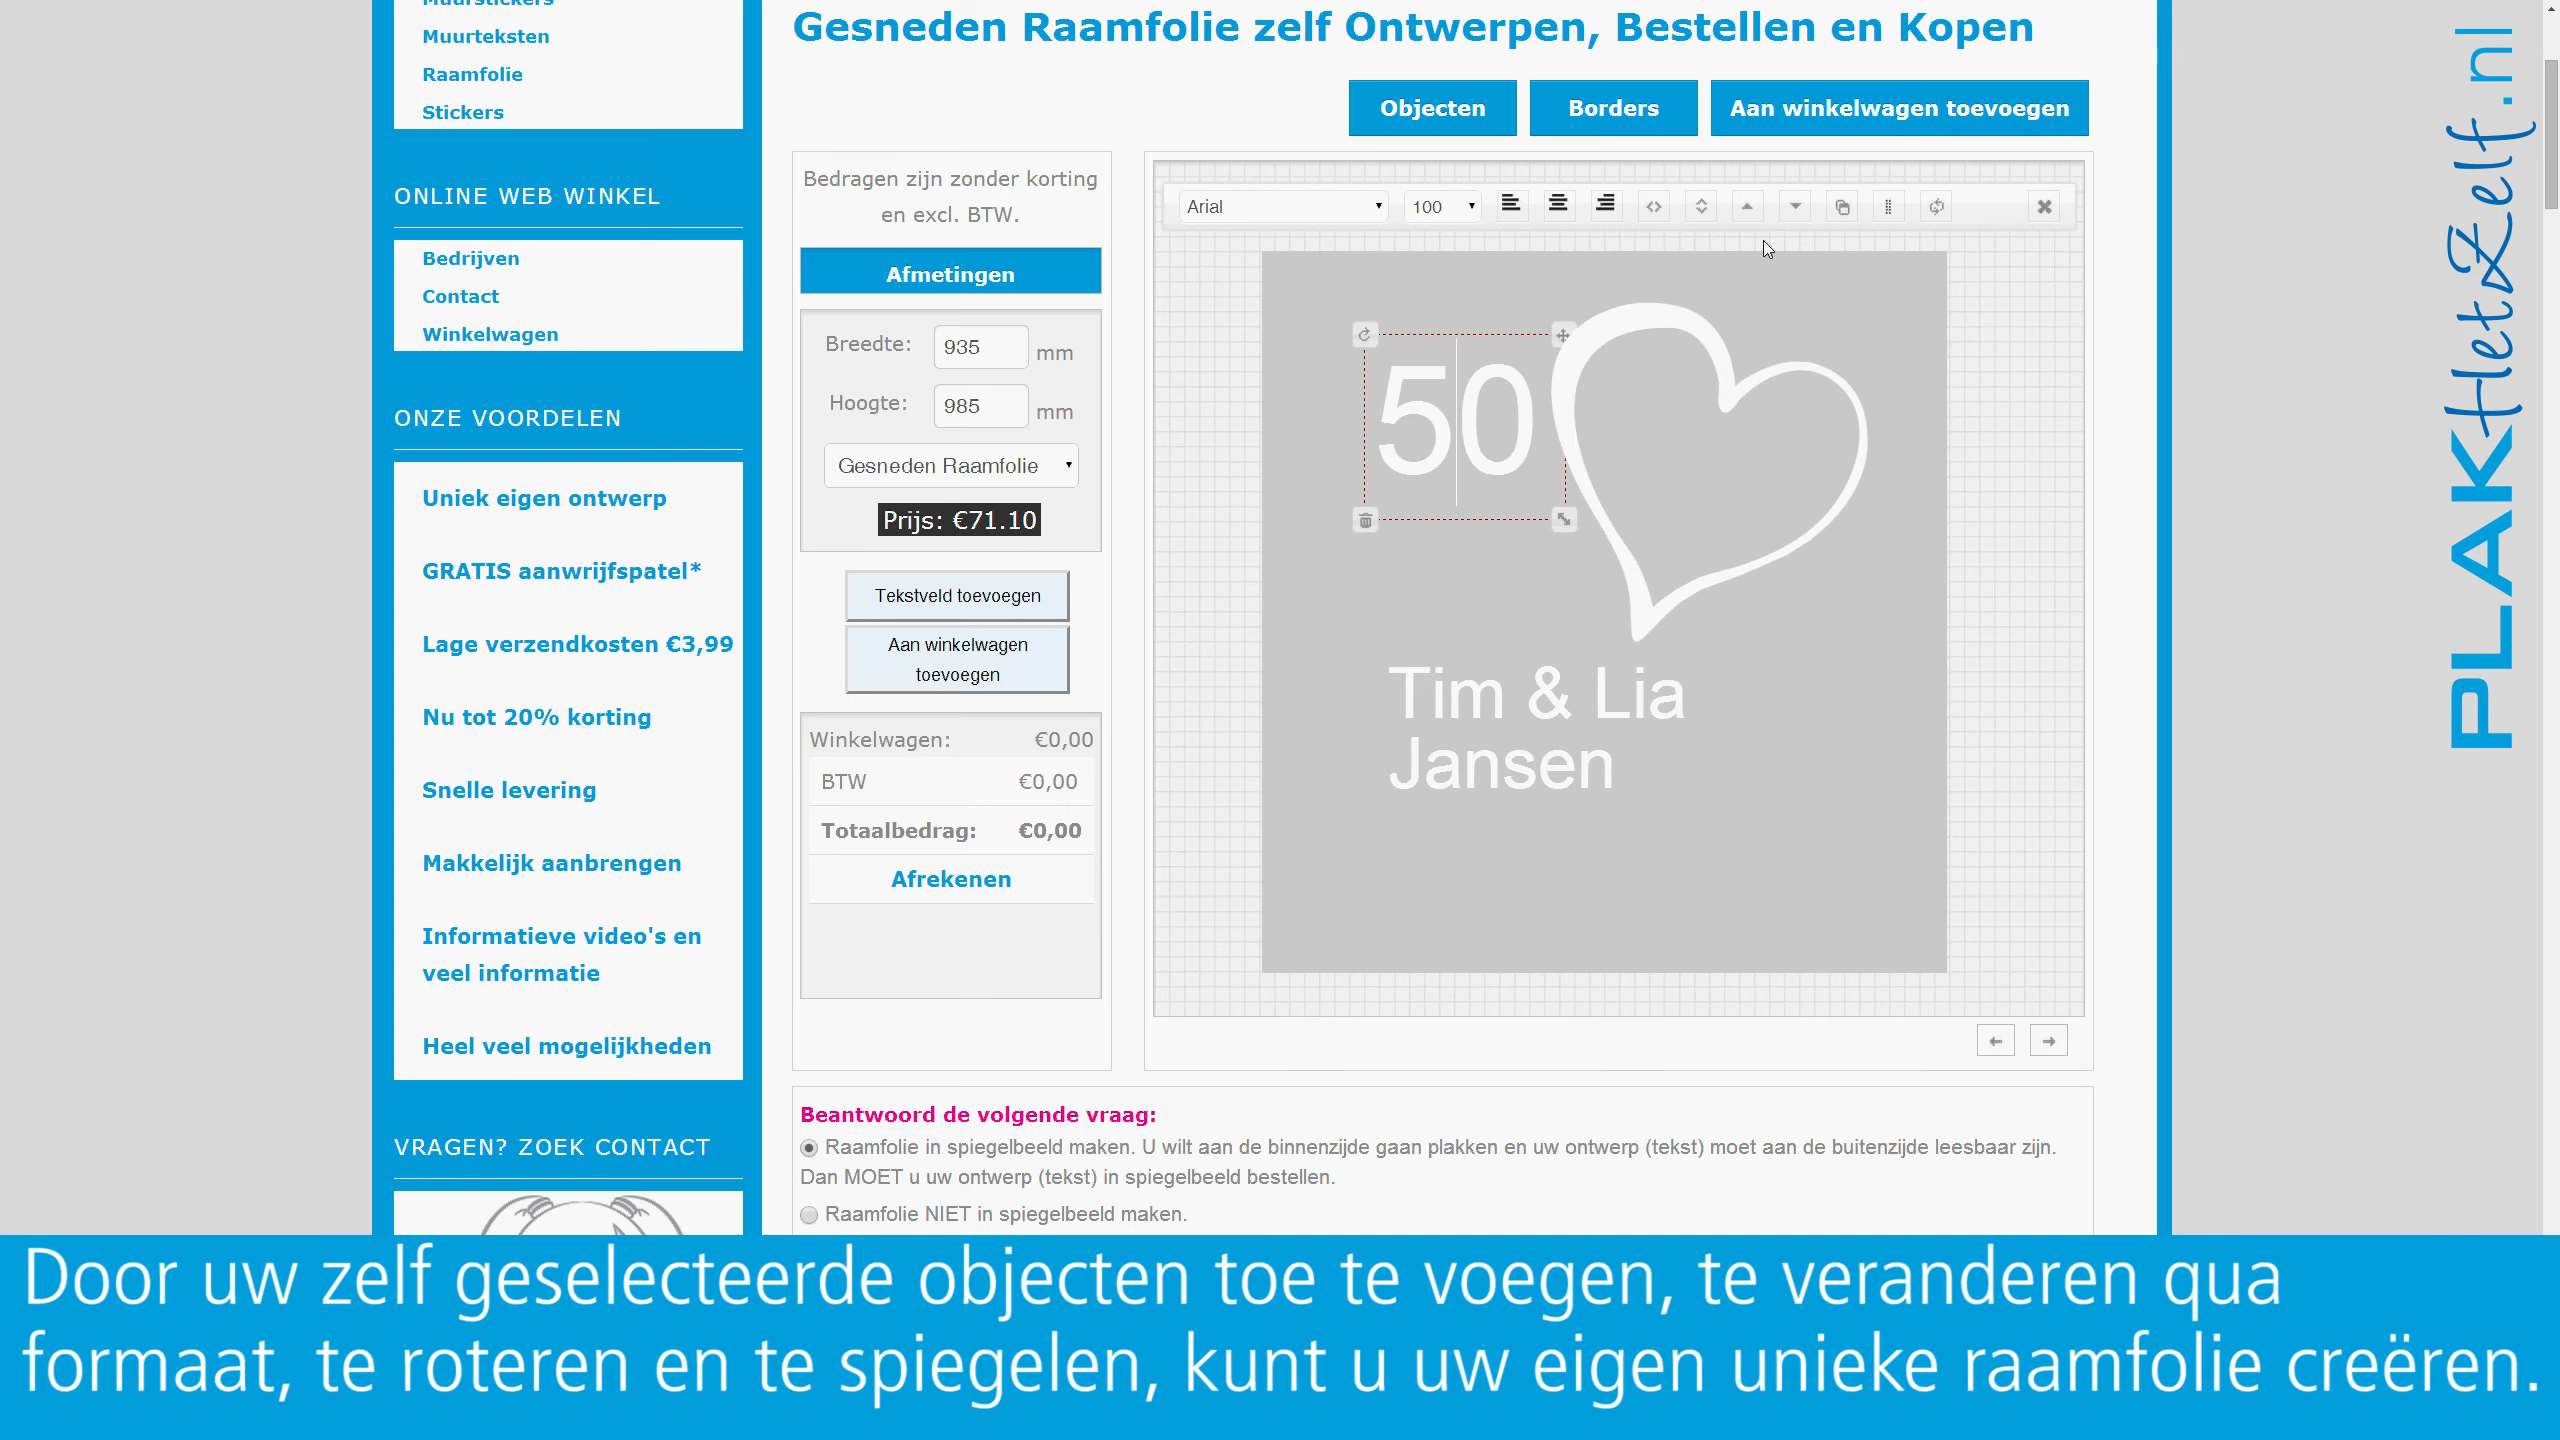 Muurstickers
Muurteksten
Raamfolie
Stickers
ONLINE WEB WINKEL
Bedrijven
Contact
Winkelwagen
ONZE VOORDELEN
Uniek eigen ontwerp
GRATIS aanwrijfspatel*
Lage verzendkosten €3,99
Nu tot 20% korting
Snelle levering
Makkelijk aanbrengen
Informatieve video's en
veel informatie
Heel veel mogelijkheden
VRAGEN? ZOEK CONTACT
Gesneden Raamfolie zelf Ontwerpen, Bestellen en Kopen
Objecten
Borders
Aan winkelwagen toevoegen
Bedragen zijn zonder korting
en excl. BTW.
Afmetingen
Breedte: 935 mm
Hoogte: 985 mm
Gesneden Raamfolie
Prijs: €71.10
Tekstveld toevoegen
Aan winkelwagen
toevoegen
Winkelwagen: €0,00
BTW €0,00
Totaalbedrag: €0,00
Afrekenen
Arial 100
50
Tim & Lia
Jansen
Beantwoord de volgende vraag:
Raamfolie in spiegelbeeld maken. U wilt aan de binnenzijde gaan plakken en uw ontwerp (tekst) moet aan de buitenzijde leesbaar zijn.
Dan MOET u uw ontwerp (tekst) in spiegelbeeld bestellen.
Raamfolie NIET in spiegelbeeld maken.
PLAKHetZelf.nl
Door uw zelf geselecteerde objecten toe te voegen, te veranderen qua
formaat, te roteren en te spiegelen, kunt u uw eigen unieke raamfolie creëren.